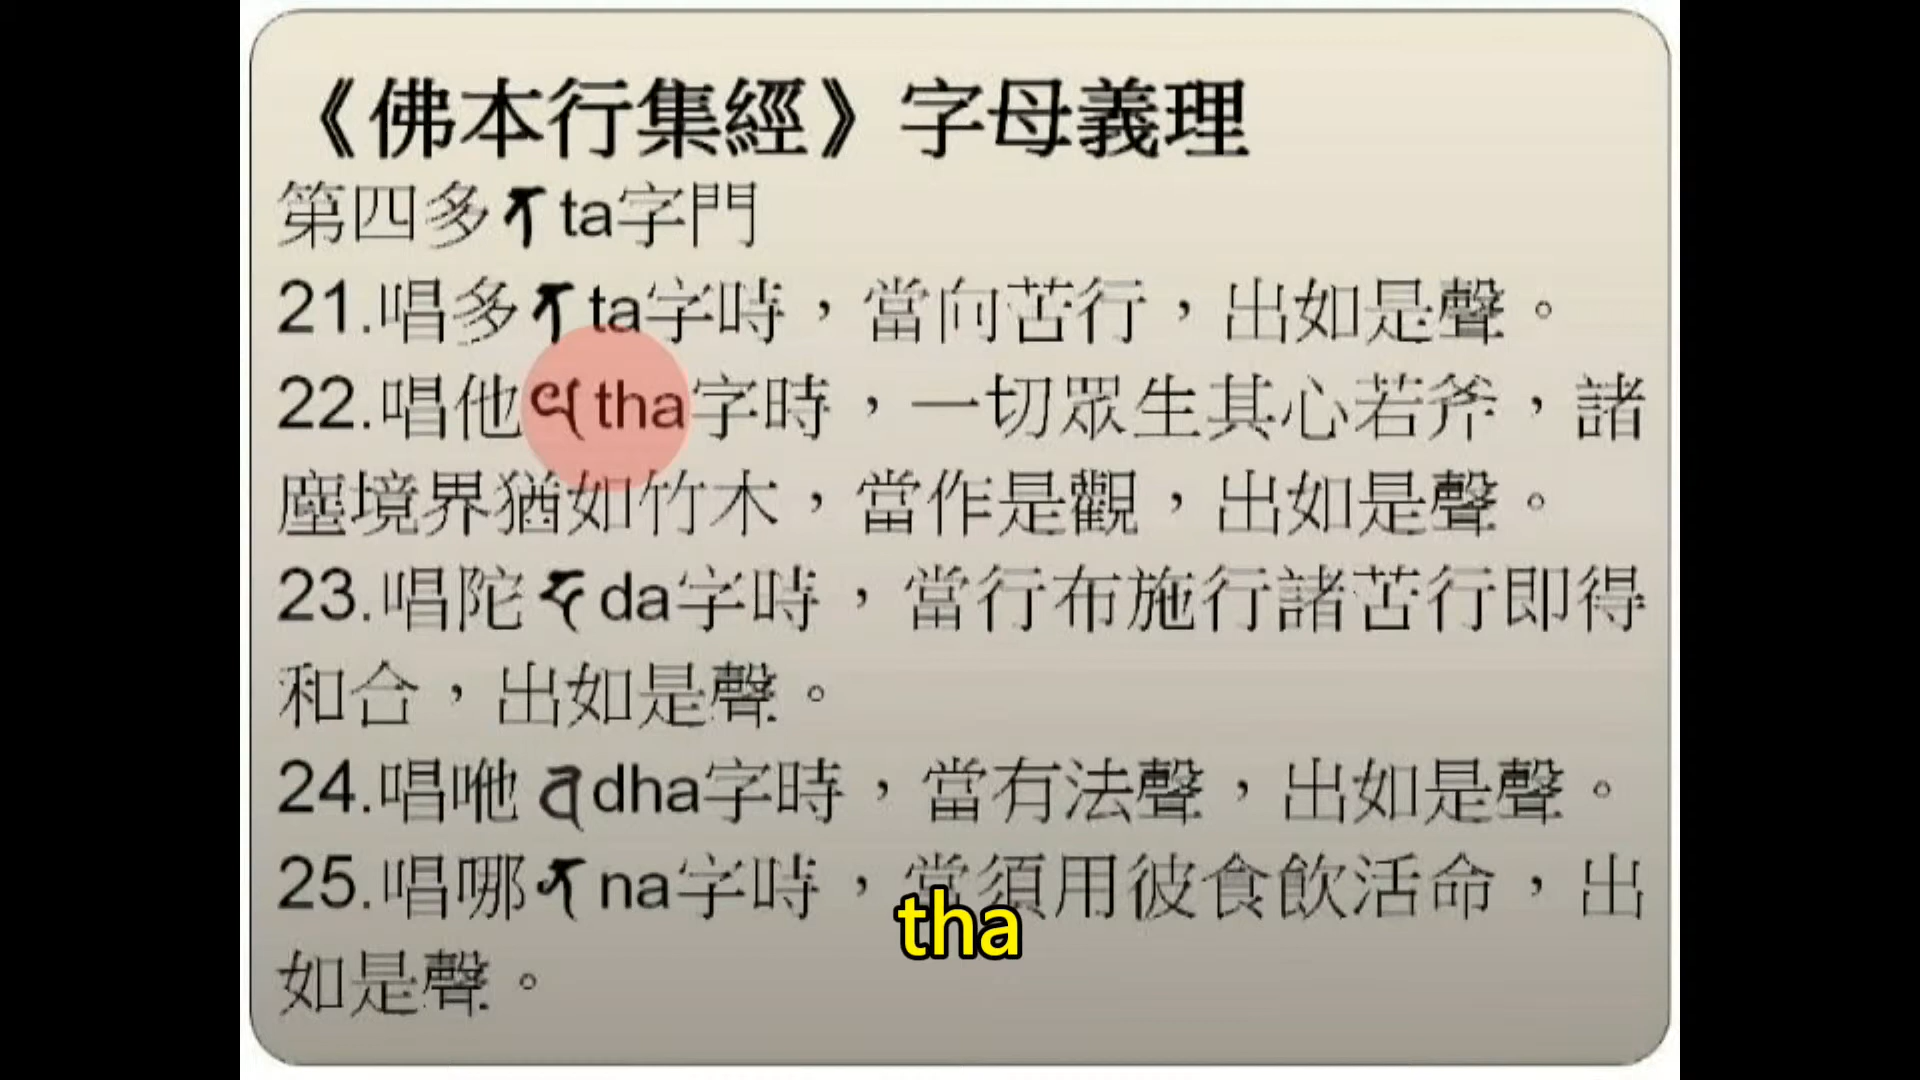 《佛本行集經》字母義理
第四多𑖝ta字門
21.唱多𑖝ta字時，當向苦行，出如是聲。
22.唱他𑖞tha字時，一切眾生其心若斧，諸
塵境界猶如竹木，當作是觀，出如是聲。
23.唱陀𑖟da字時，當行布施行諸苦行即得
和合，出如是聲。
24.唱咃𑖠dha字時，當有法聲，出如是聲。
25.唱哪𑖡na字時，當須用彼食飲活命，出
如是聲。
tha